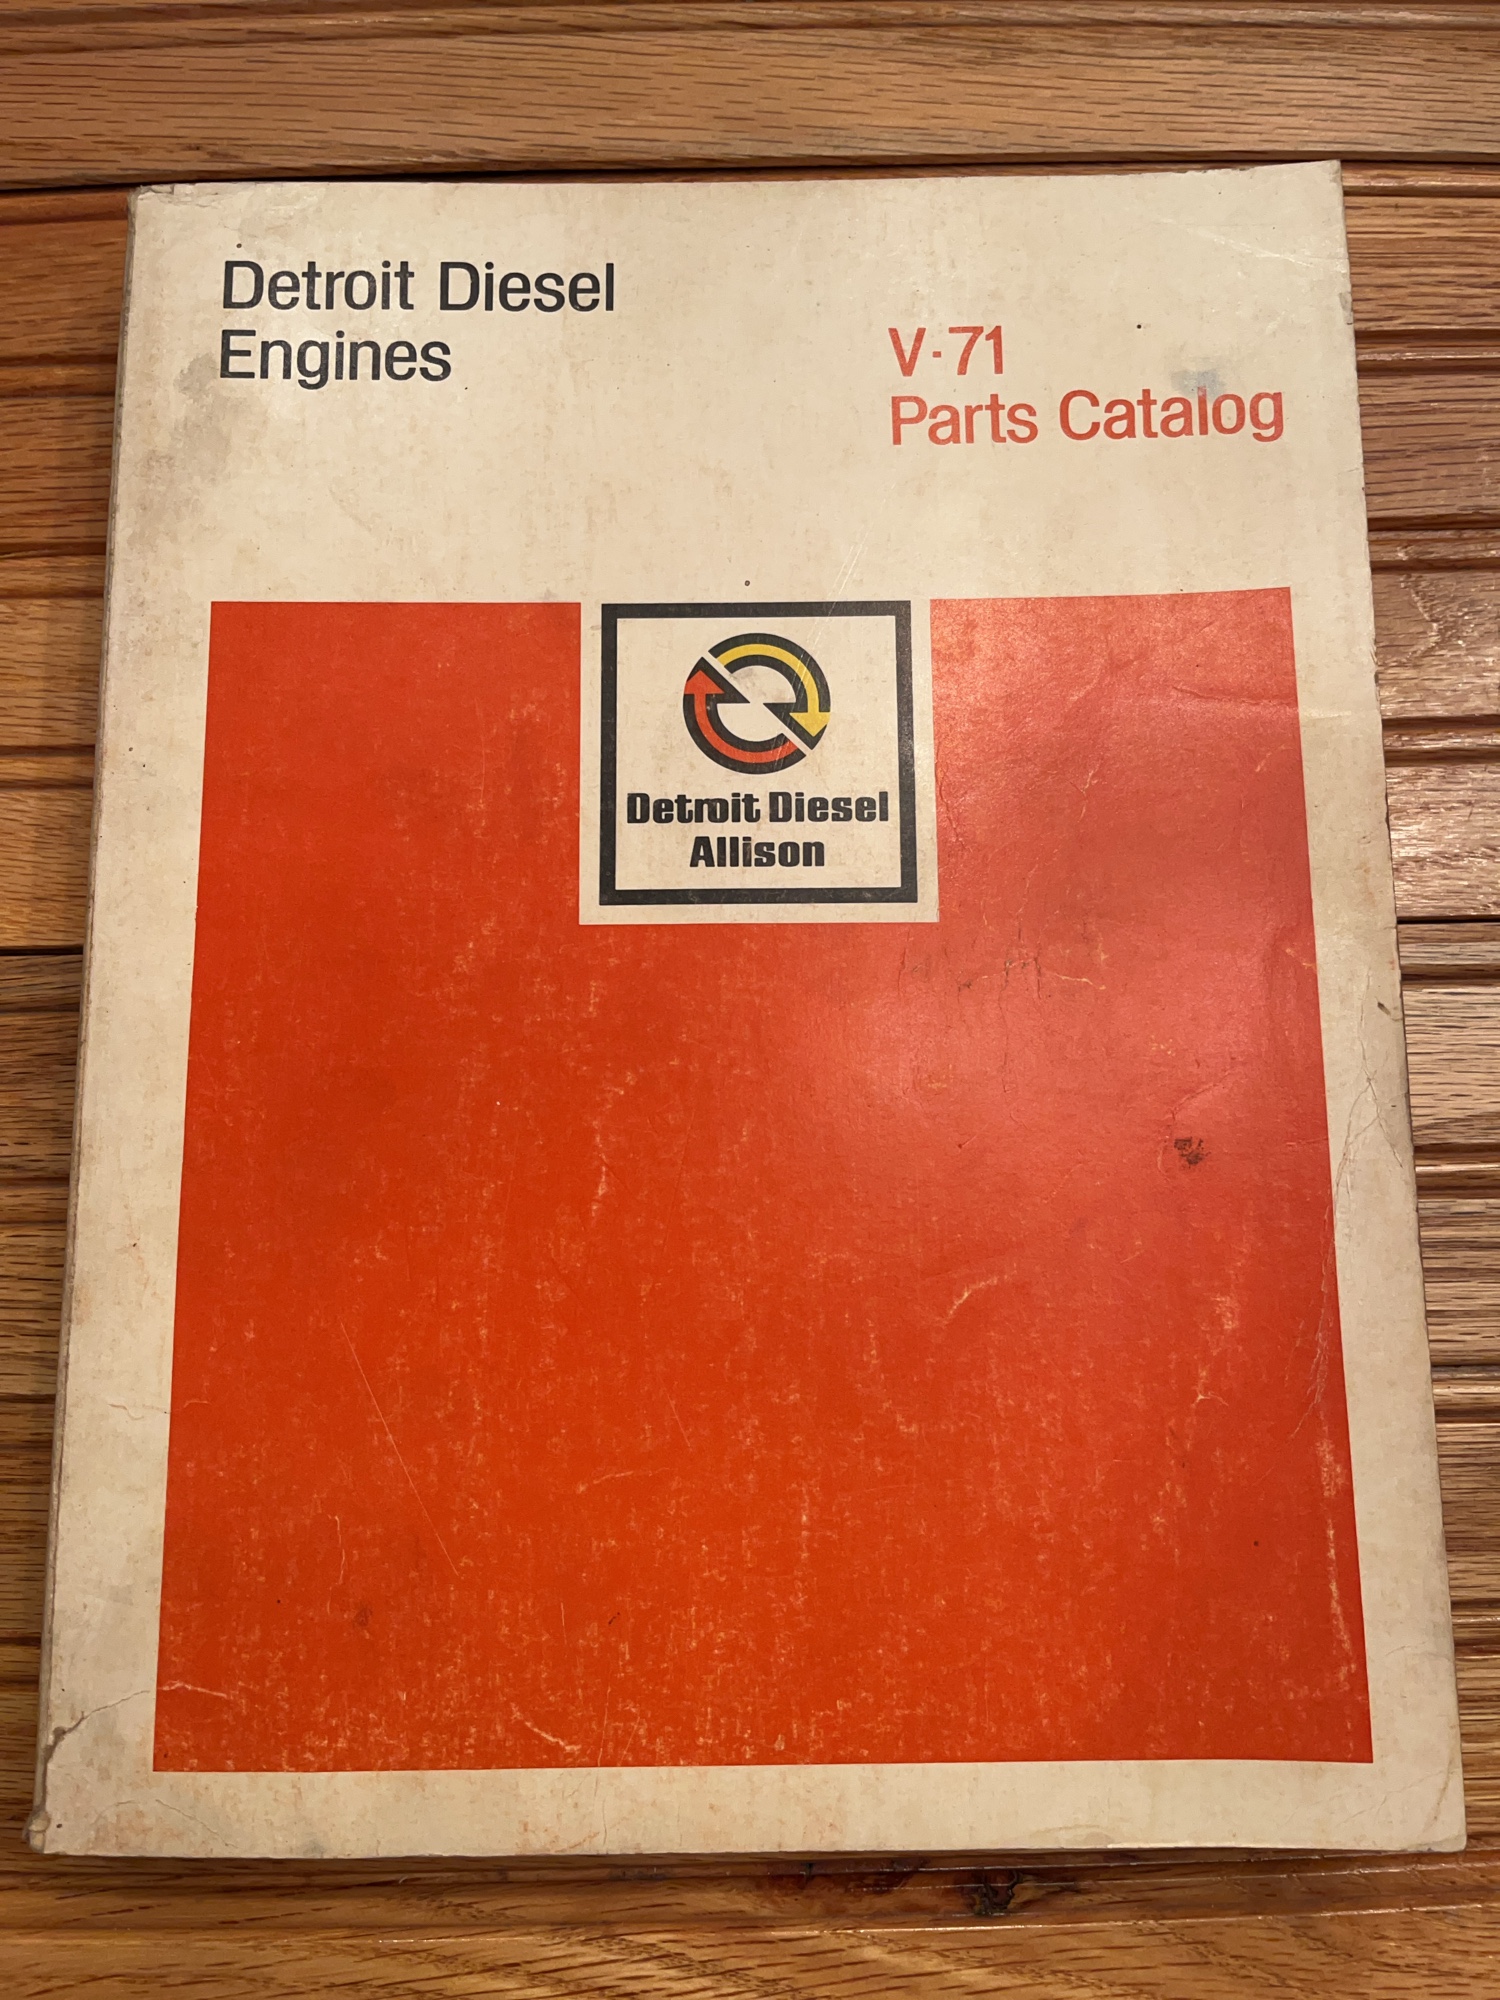 Detroit Diesel
Engines
V-71
Parts Catalog
Detroit Diesel
Allison